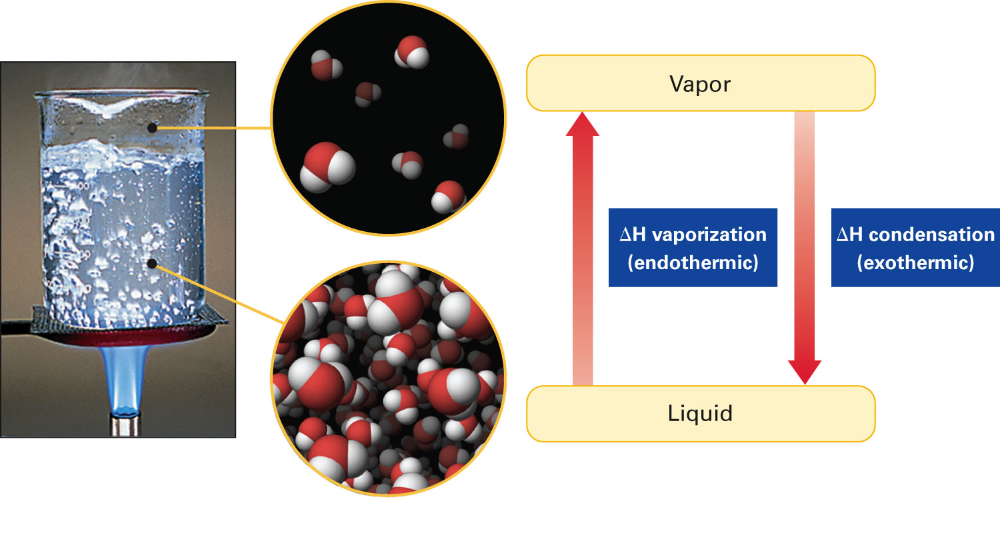 Vapor
ΔH vaporization
(endothermic)
ΔH condensation
(exothermic)
Liquid